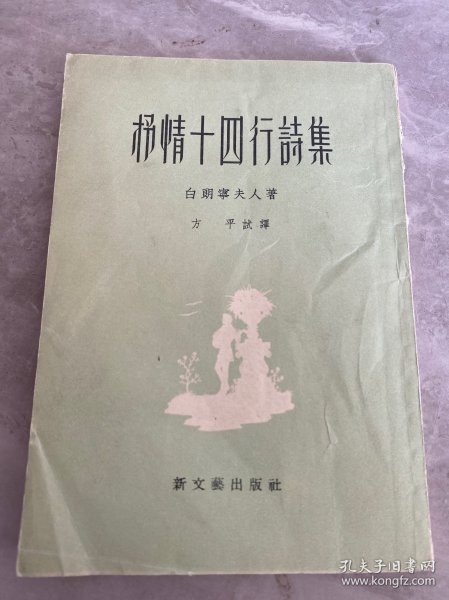 抒情十四行詩集
白朗寧夫人著
方平試譯
新文藝出版社
孔夫子旧书网
www.kongfz.com